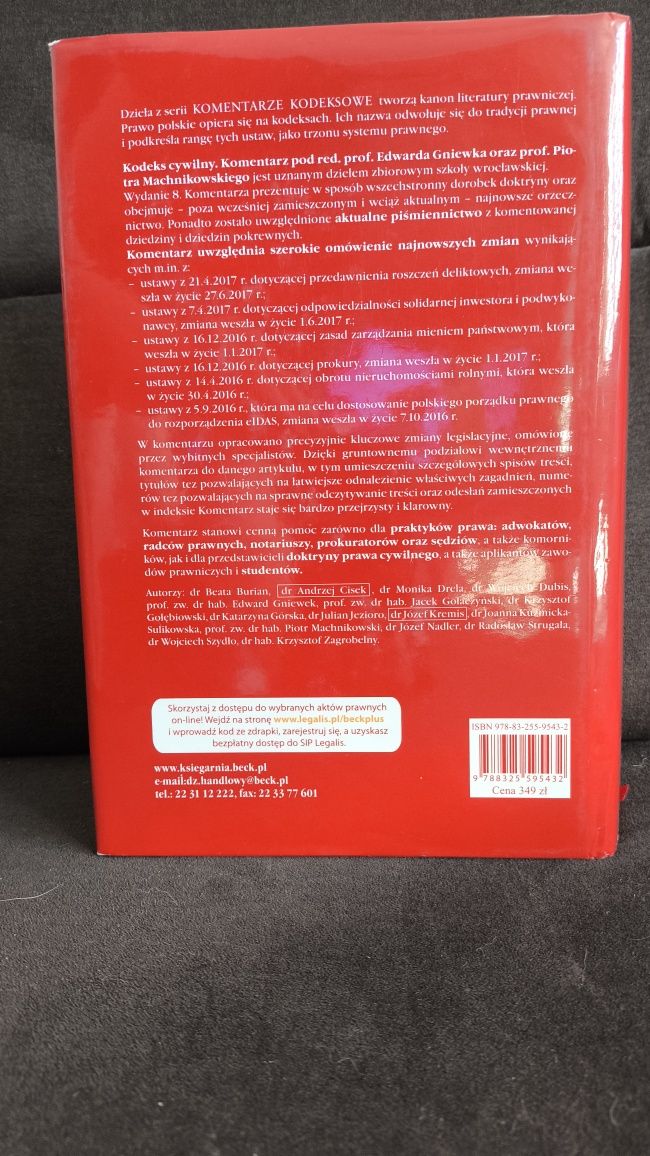 Dzieła z serii KOMENTARZE KODEKSOWE tworzą kanon literatury prawniczej.
Prawo polskie opiera się na kodeksach. Ich nazwa odwołuje się do tradycji prawnej
i podkreśla rangę tych ustaw, jako trzonu systemu prawnego.
Kodeks cywilny. Komentarz pod red. prof. Edwarda Gniewka oraz prof. Pio-
tra Machnikowskiego jest uznanym dziełem zbiorowym szkoły wrocławskiej.
Wydanie 8. Komentarza prezentuje w sposób wszechstronny dorobek doktryny oraz
obejmuje – poza wcześniej zamieszczonym i wciąż aktualnym – najnowsze orzecz-
nictwo. Ponadto zostało uwzględnione aktualne piśmiennictwo z komentowanej
dziedziny i dziedzin pokrewnych.
Komentarz uwzględnia szerokie omówienie najnowszych zmian wynikają-
cych m.in. z:
– ustawy z 21.4.2017 r. dotyczącej przedawnienia roszczeń deliktowych, zmiana we-
szła w życie 27.6.2017 r.;
– ustawy z 7.4.2017 r. dotyczącej odpowiedzialności solidarnej inwestora i podwyko-
nawcy, zmiana weszła w życie 1.6.2017 r.;
– ustawy z 16.12.2016 r. dotyczącej zasad zarządzania mieniem państwowym, która
weszła w życie 1.1.2017 r.;
– ustawy z 16.12.2016 r. dotyczącej prokury, zmiana weszła w życie 1.1.2017 r.;
– ustawy z 14.4.2016 r. dotyczącej obrotu nieruchomościami rolnymi, która weszła
w życie 30.4.2016 r.;
– ustawy z 5.9.2016 r., która ma na celu dostosowanie polskiego porządku prawnego
do rozporządzenia eIDAS, zmiana weszła w życie 7.10.2016 r.
W komentarzu opracowano precyzyjnie kluczowe zmiany legislacyjne, omówione
przez wybitnych specjalistów. Dzięki gruntownemu podziałowi wewnętrznemu
komentarza do danego artykułu, w tym umieszczeniu szczegółowych spisów treści,
tytułów tez pozwalających na łatwiejsze odnalezienie właściwych zagadnień, nume-
rów tez pozwalających na sprawne odczytywanie treści oraz odesłań zamieszczonych
w indeksie Komentarz staje się bardzo przejrzysty i klarowny.
Komentarz stanowi cenną pomoc zarówno dla praktyków prawa: adwokatów,
radców prawnych, notariuszy, prokuratorów oraz sędziów, a także komorni-
ków, jak i dla przedstawicieli doktryny prawa cywilnego, a także aplikantów zawo-
dów prawniczych i studentów.
Autorzy: dr Beata Burian, dr Andrzej Cisek, dr Monika Drela, dr Wojciech Dubis,
prof. zw. dr hab. Edward Gniewek, prof. zw. dr hab. Jacek Gołaczyński, dr Krzysztof
Gołębiowski, dr Katarzyna Górska, dr Julian Jezioro, dr Józef Kremis, dr Joanna Kuźmicka-
Sulikowska, prof. zw. dr hab. Piotr Machnikowski, dr Józef Nadler, dr Radosław Strugała,
dr Wojciech Szydło, dr hab. Krzysztof Zagrobelny.
Skorzystaj z dostępu do wybranych aktów prawnych
on-line! Wejdź na stronę www.legalis.pl/beckplus
i wprowadź kod ze zdrapki, zarejestruj się, a uzyskasz
bezpłatny dostęp do SIP Legalis.
www.ksiegarnia.beck.pl
e-mail:dz.handlowy@beck.pl
tel.: 22 31 12 222, fax: 22 33 77 601
ISBN 978-83-255-9543-2
9 788325 595432
Cena 349 zł